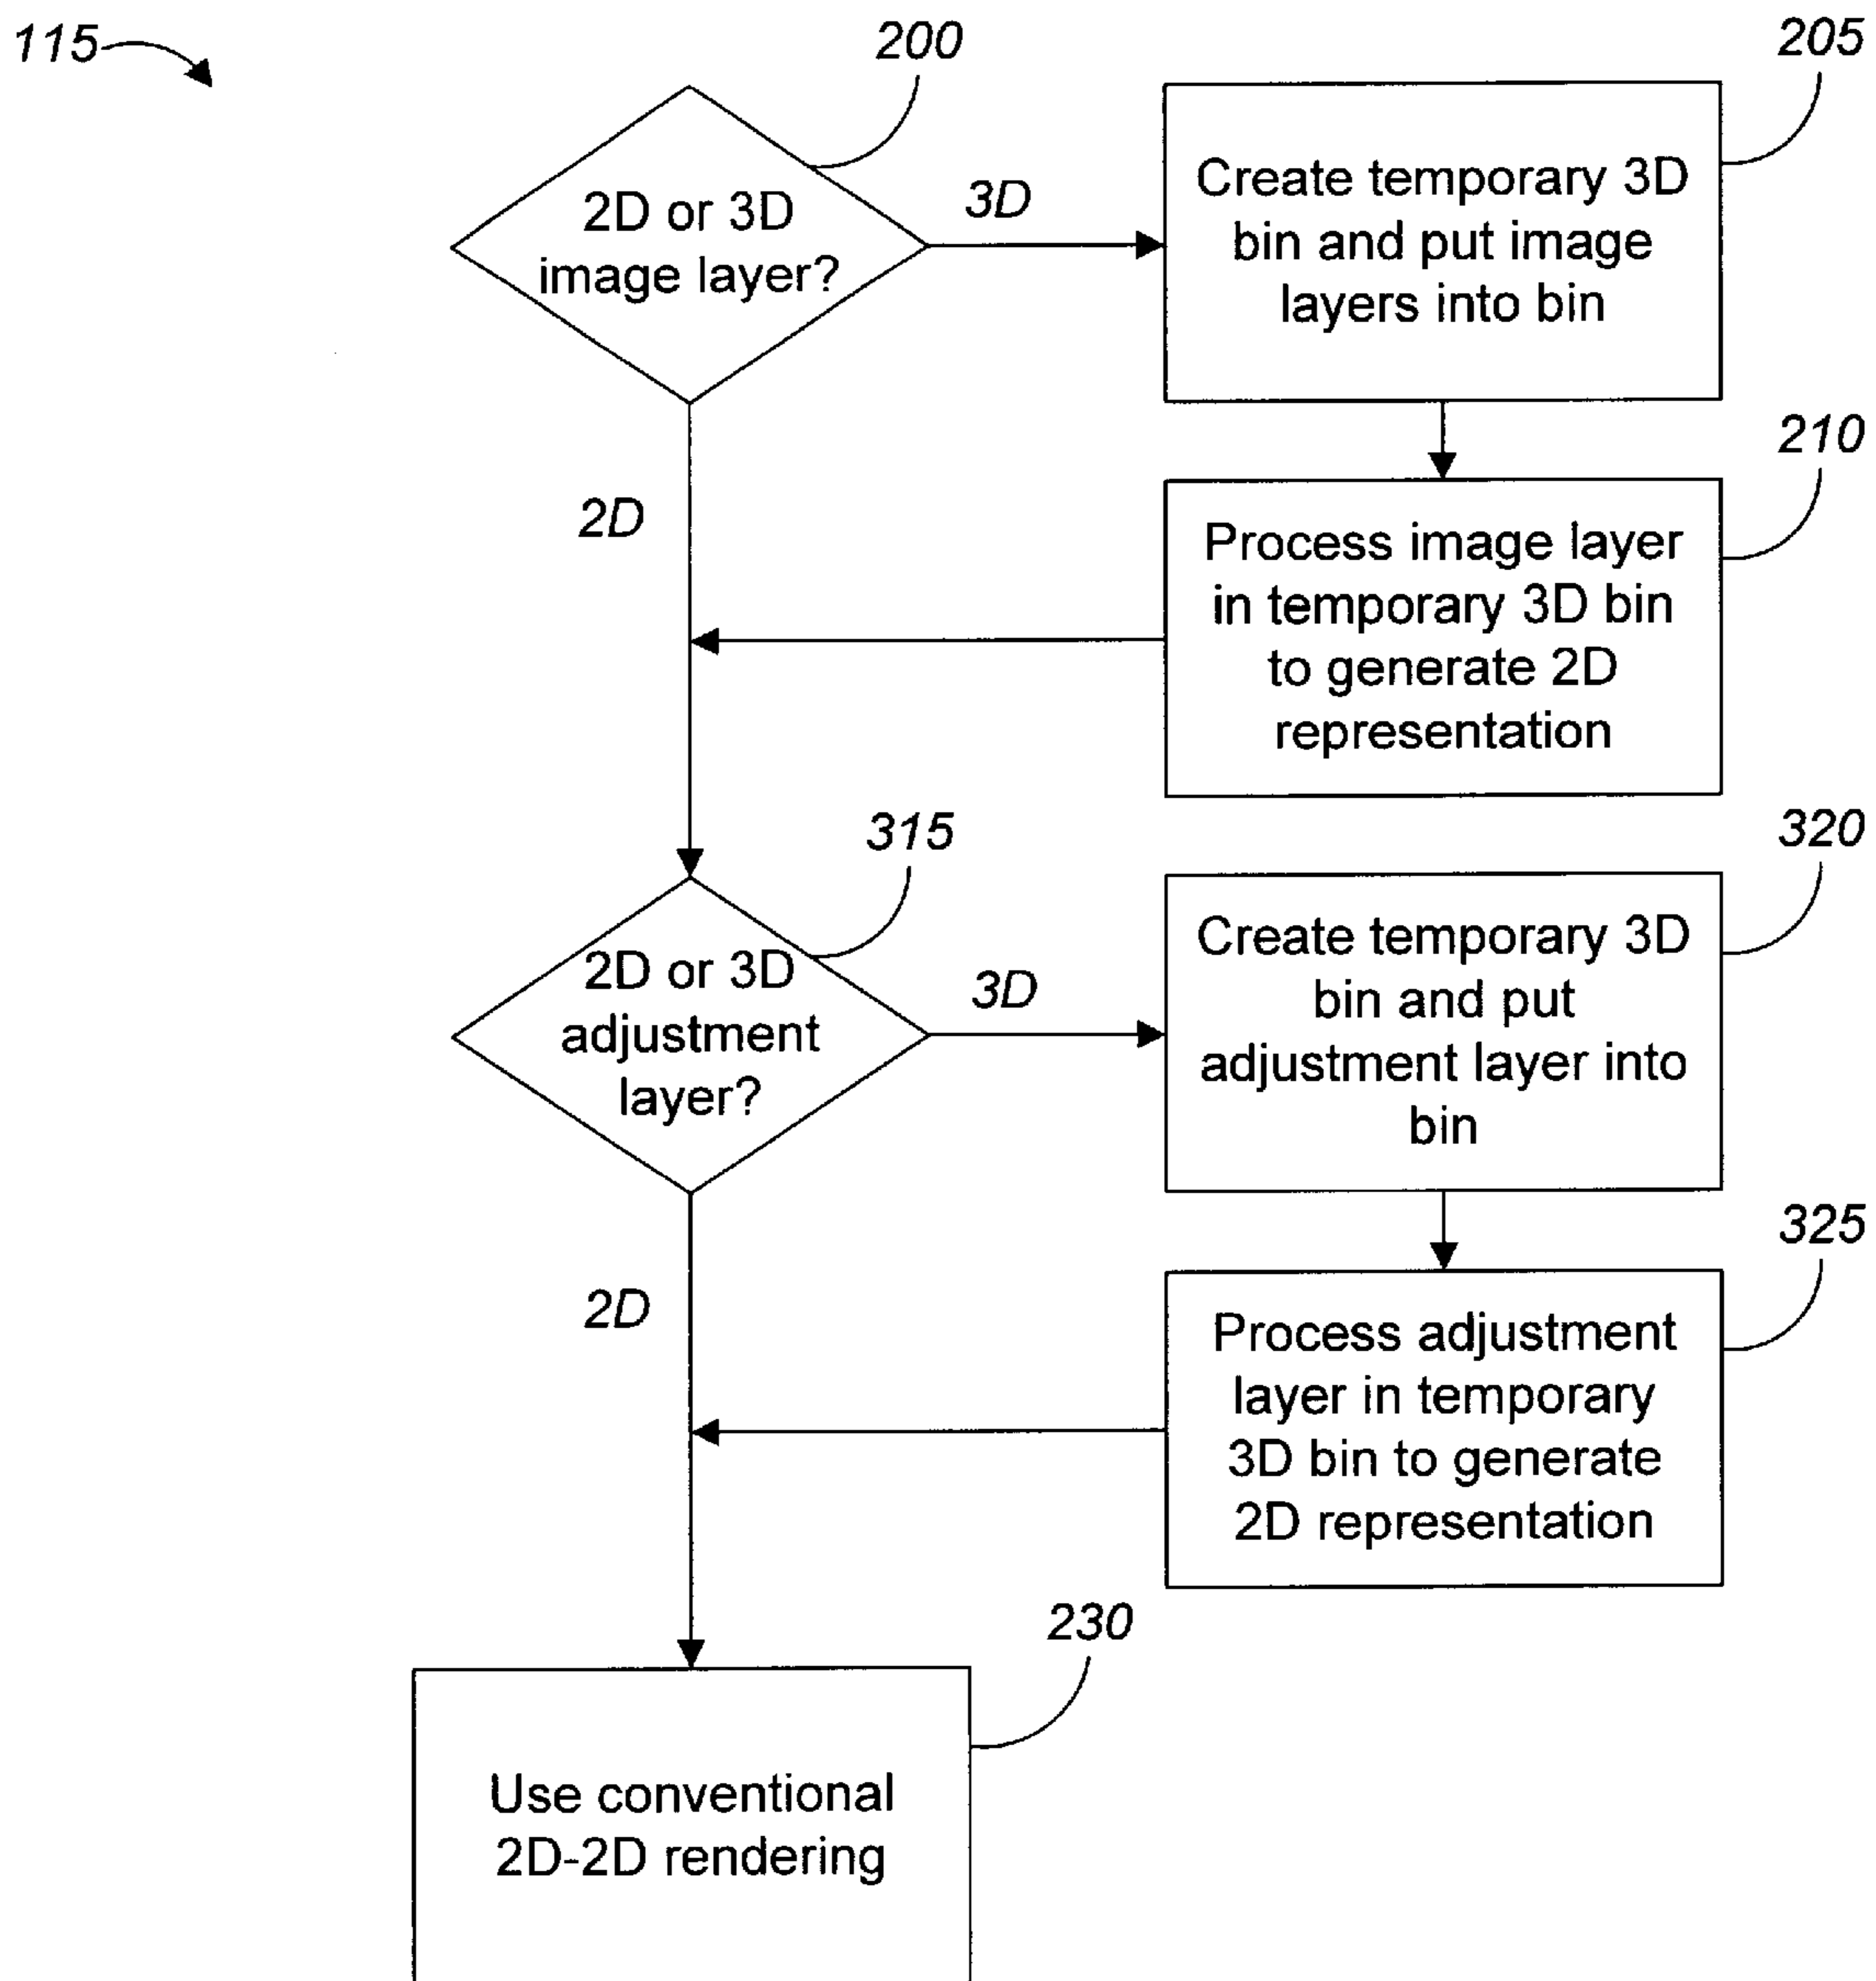 115
200
205
2D or 3D
image layer?
3D
Create temporary 3D
bin and put image
layers into bin
210
2D
Process image layer
in temporary 3D bin
to generate 2D
representation
315
320
2D or 3D
adjustment
layer?
3D
Create temporary 3D
bin and put
adjustment layer into
bin
325
2D
Process adjustment
layer in temporary
3D bin to generate
2D representation
230
Use conventional
2D-2D rendering